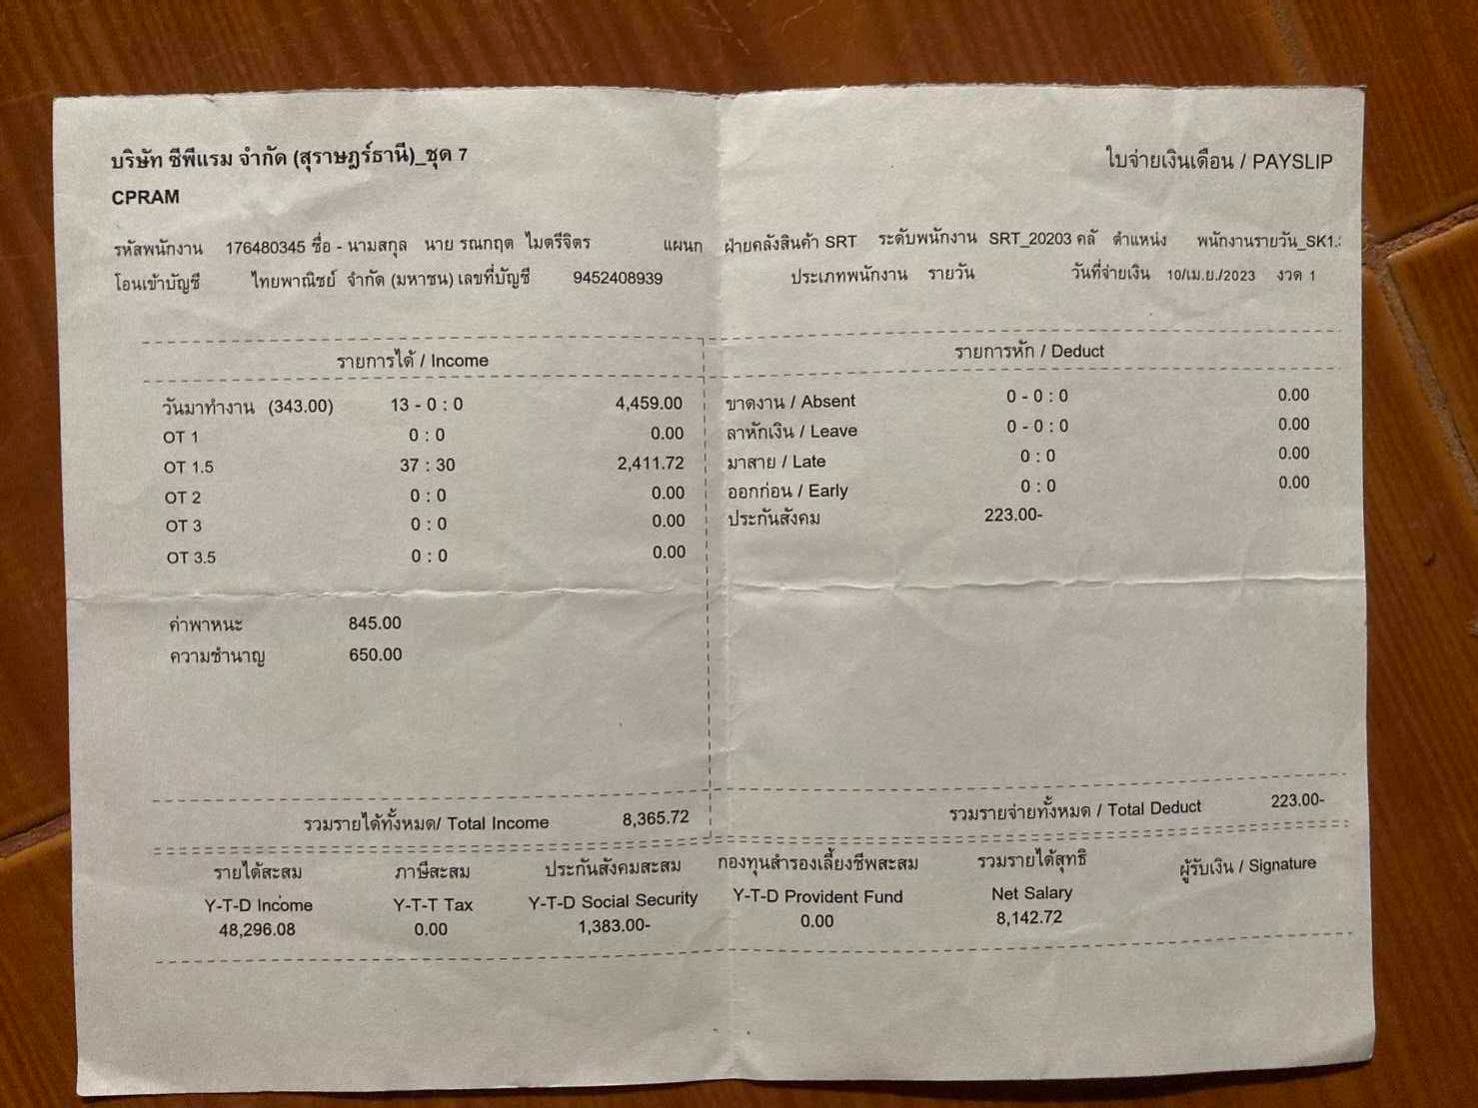 บริษัท ซีพีแรม จำกัด (สุราษฎร์ธานี)_ชุด 7 ใบจ่ายเงินเดือน / PAYSLIP
CPRAM
รหัสพนักงาน 176480345 ชื่อ - นามสกุล นาย รณกฤต ไมตรีจิตร แผนก ฝ่ายคลังสินค้า SRT ระดับพนักงาน SRT_20203 คลั ตำแหน่ง พนักงานรายวัน_SK1.
โอนเข้าบัญชี ไทยพาณิชย์ จำกัด (มหาชน) เลขที่บัญชี 9452408939 ประเภทพนักงาน รายวัน วันที่จ่ายเงิน 10/เม.ย./2023 งวด 1
รายการได้ / Income รายการหัก / Deduct
วันมาทำงาน (343.00) 13 - 0 : 0 4,459.00 ขาดงาน / Absent 0 - 0 : 0 0.00
OT 1 0 : 0 0.00 ลาหักเงิน / Leave 0 - 0 : 0 0.00
OT 1.5 37 : 30 2,411.72 มาสาย / Late 0 : 0 0.00
OT 2 0 : 0 0.00 ออกก่อน / Early 0 : 0 0.00
OT 3 0 : 0 0.00 ประกันสังคม 223.00-
OT 3.5 0 : 0 0.00
ค่าพาหนะ 845.00
ความชำนาญ 650.00
รวมรายได้ทั้งหมด/ Total Income 8,365.72 รวมรายจ่ายทั้งหมด / Total Deduct 223.00-
รายได้สะสม ภาษีสะสม ประกันสังคมสะสม กองทุนสำรองเลี้ยงชีพสะสม รวมรายได้สุทธิ ผู้รับเงิน / Signature
Y-T-D Income Y-T-T Tax Y-T-D Social Security Y-T-D Provident Fund Net Salary
48,296.08 0.00 1,383.00- 0.00 8,142.72